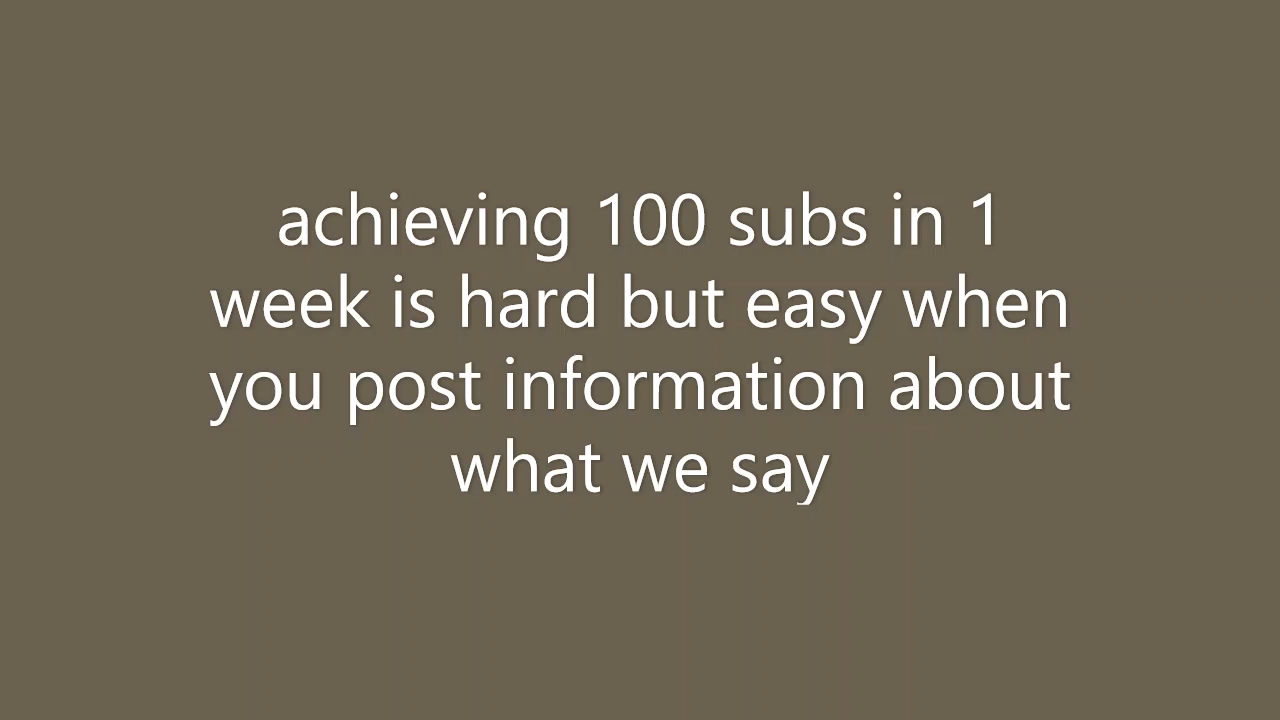 achieving 100 subs in 1
week is hard but easy when
you post information about
what we say